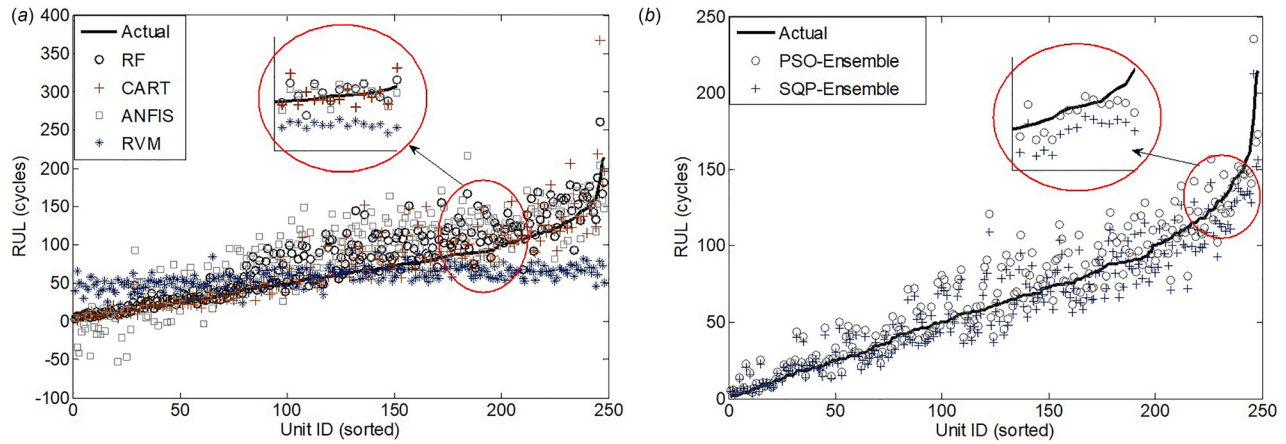 (a)
400
350
300
250
200
150
100
50
0
-50
-100
RUL (cycles)
Actual
RF
CART
ANFIS
RVM
0
50
100
150
200
250
Unit ID (sorted)
(b)
250
200
150
100
50
0
RUL (cycles)
Actual
PSO-Ensemble
SQP-Ensemble
0
50
100
150
200
250
Unit ID (sorted)